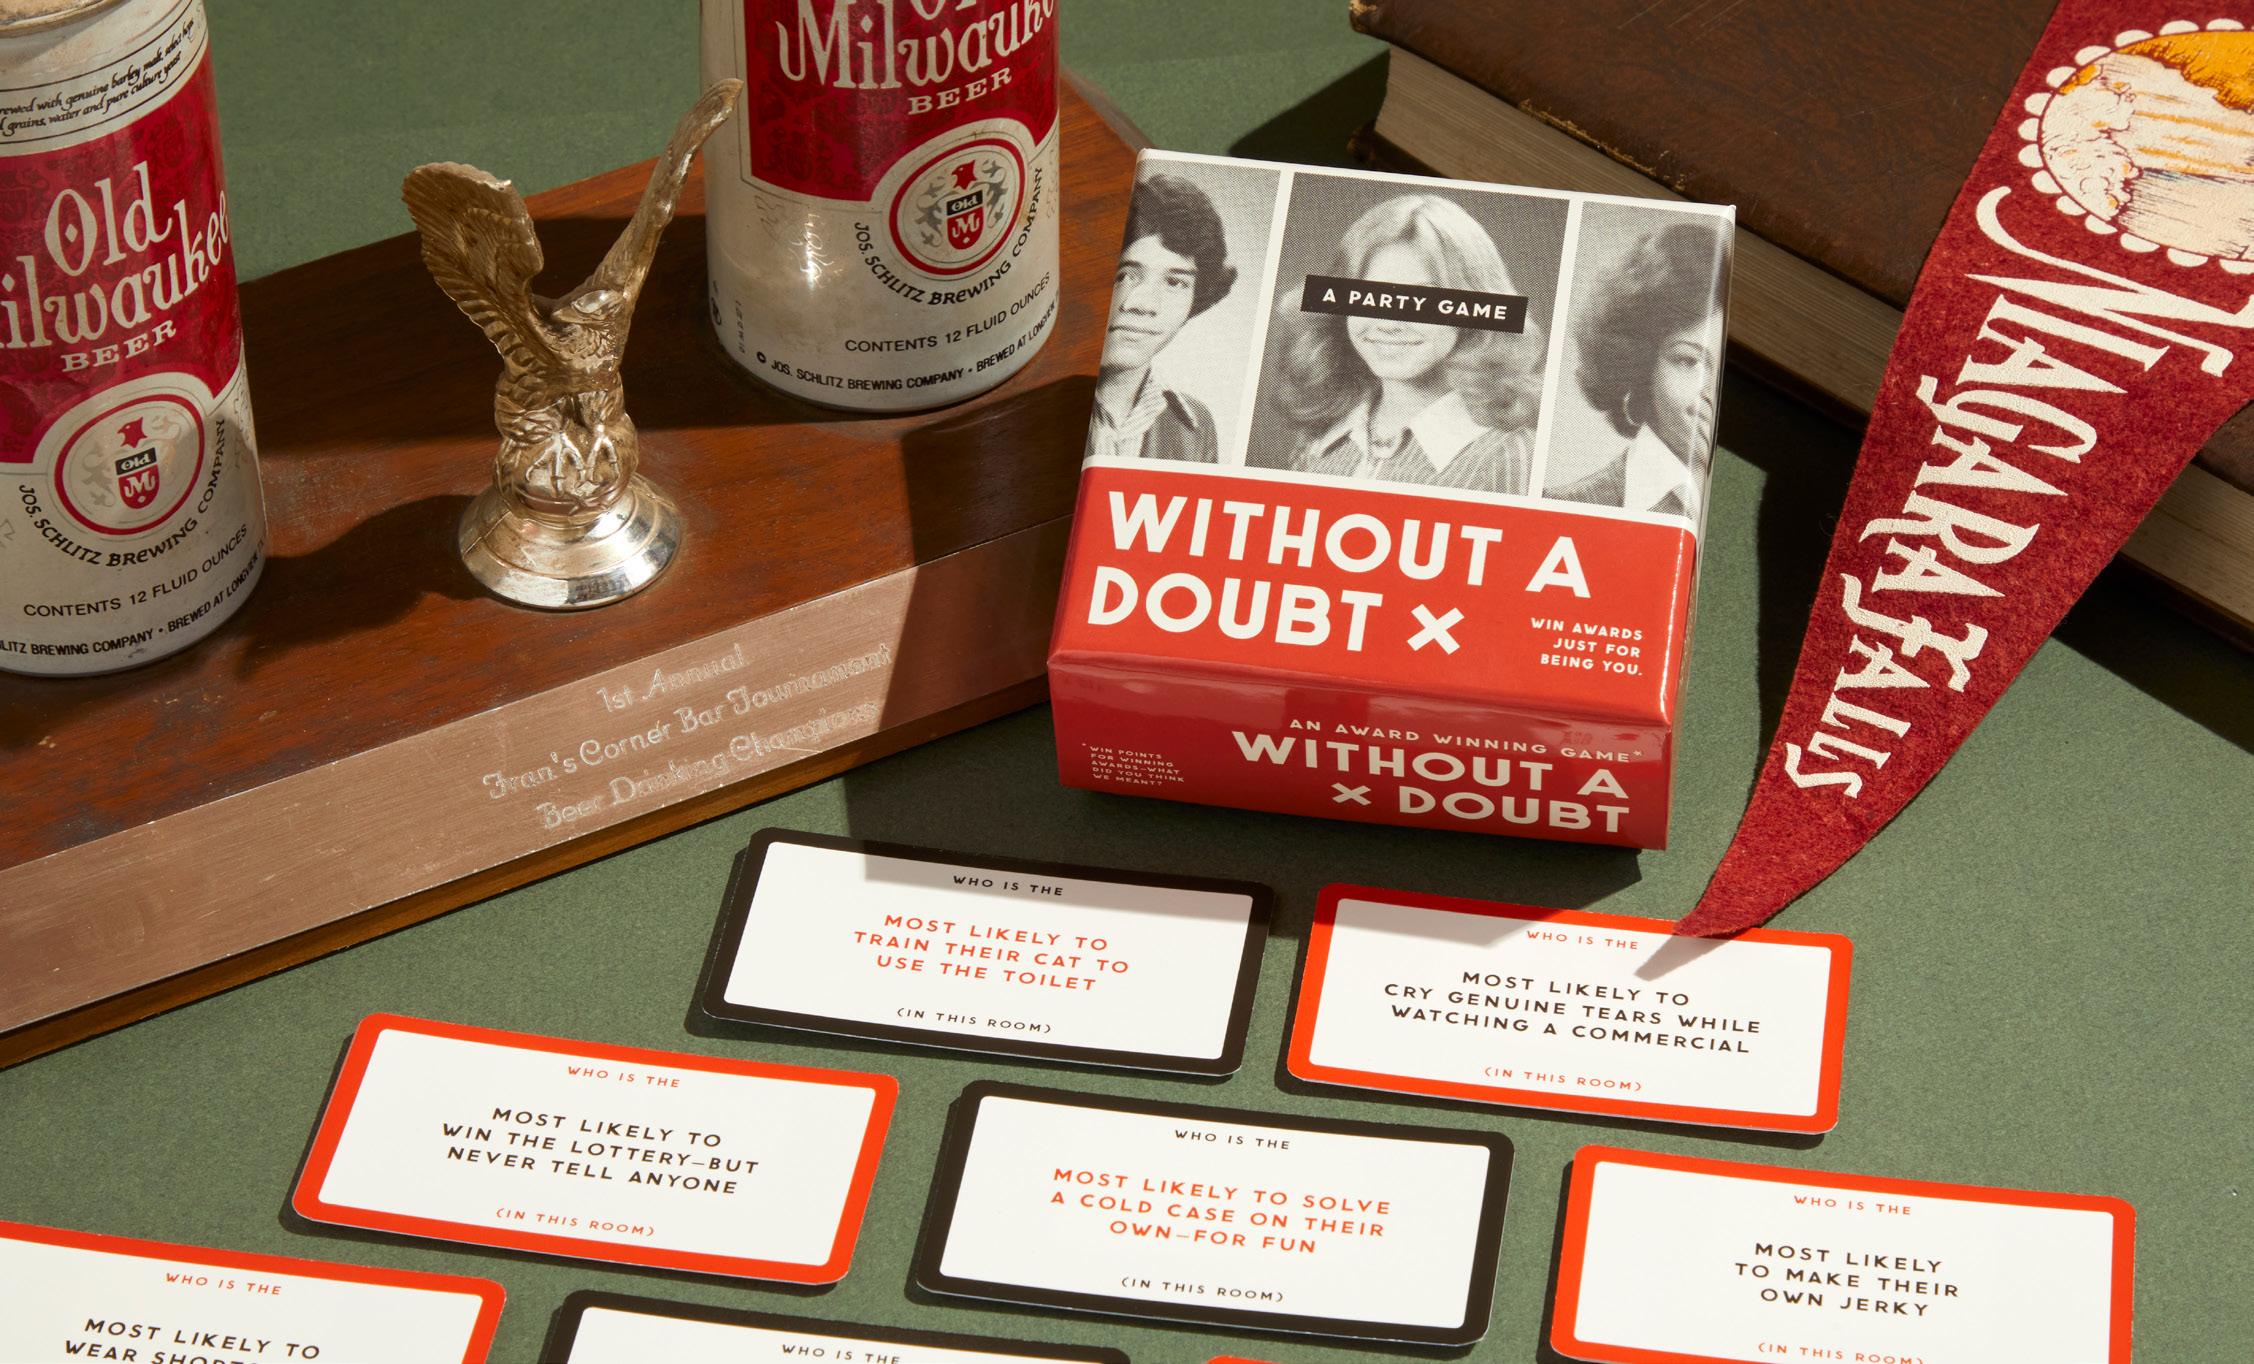 brewed with genuine barley malt, select hops
grains, water and pure culture yeast
Old
Milwaukee
BEER
Old
M
JOS. SCHLITZ BREWING COMPANY
CONTENTS 12 FLUID OUNCES
SCHLITZ BREWING COMPANY • BREWED AT
Old
Milwaukee
BEER
Old
M
JOS. SCHLITZ BREWING COMPANY
CONTENTS 12 FLUID OUNCES
JOS. SCHLITZ BREWING COMPANY • BREWED AT
1st Annual
Fran's Corner Bar Tournament
Beer Drinking Champions
A PARTY GAME
WITHOUT A
DOUBT ×
WIN AWARDS
JUST FOR
BEING YOU.
AN AWARD WINNING GAME*
WITHOUT A
× DOUBT
*WIN POINTS
FOR WINNING
AWARDS—WHAT
DID YOU THINK
WE MEANT?
NIAGARA FALLS
WHO IS THE
MOST LIKELY TO
TRAIN THEIR CAT TO
USE THE TOILET
(IN THIS ROOM)
WHO IS THE
MOST LIKELY TO
CRY GENUINE TEARS WHILE
WATCHING A COMMERCIAL
(IN THIS ROOM)
WHO IS THE
MOST LIKELY TO
WIN THE LOTTERY—BUT
NEVER TELL ANYONE
(IN THIS ROOM)
WHO IS THE
MOST LIKELY TO SOLVE
A COLD CASE ON THEIR
OWN—FOR FUN
(IN THIS ROOM)
WHO IS THE
MOST LIKELY
TO MAKE THEIR
OWN JERKY
(IN THIS ROOM)
WHO IS THE
MOST LIKELY TO
WEAR
WHO IS THE